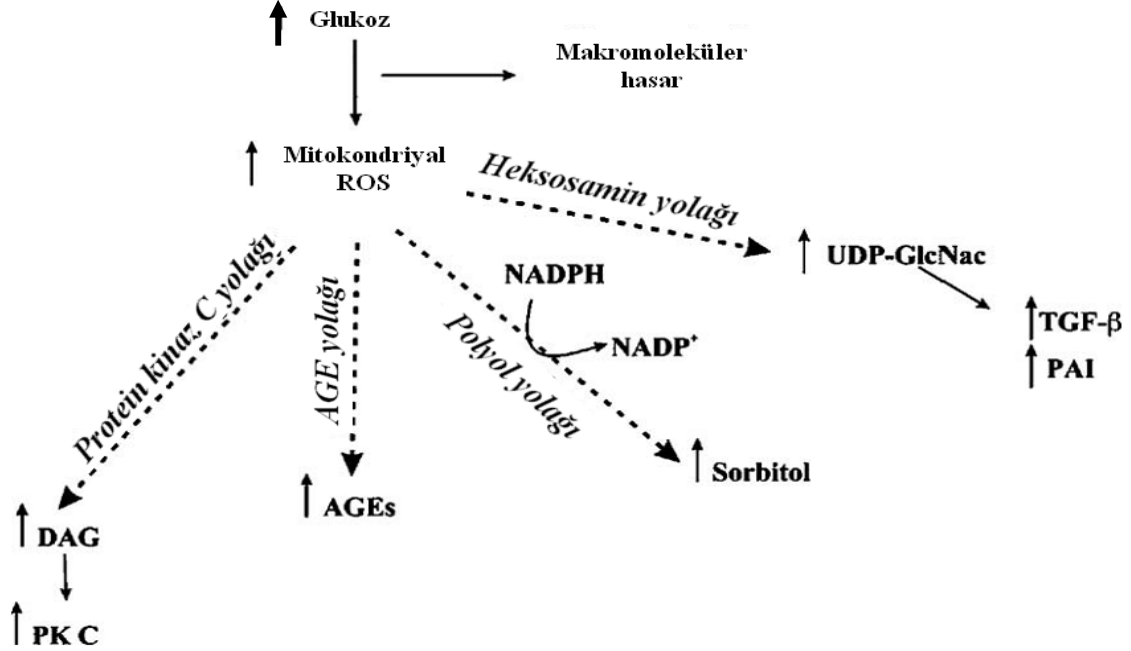 Glukoz
Makromoleküler
hasar
Mitokondriyal
ROS
Heksosamin yolağı
UDP-GlcNac
NADPH
NADP⁺
TGF-β
PAI
Protein kinaz C yolağı
AGE yolağı
Polyol yolağı
Sorbitol
AGEs
DAG
PK C